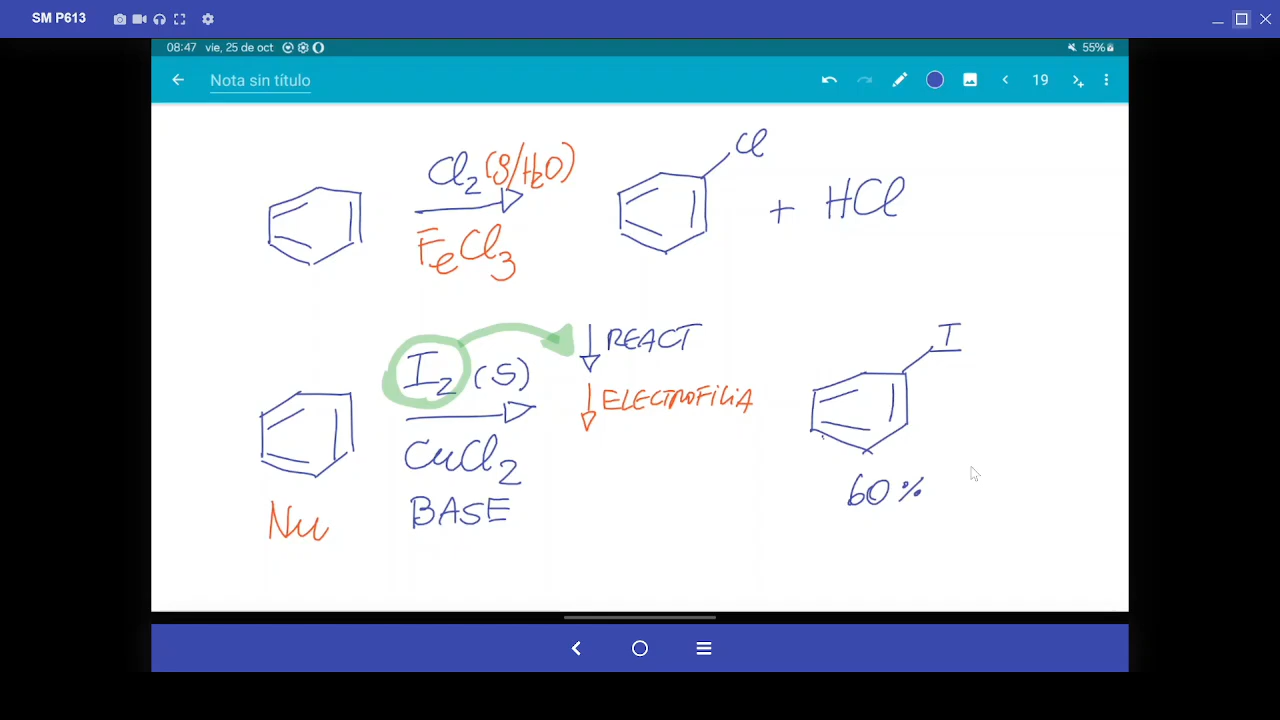 SM P613
08:47 vie, 25 de oct
55%
Nota sin título
19
Cl2 (g/H2O)
FeCl3
Cl
+ HCl
I2 (s)
CuCl2
BASE
Nu
↓ REACT
↓ ELECTROFILIA
I
60%